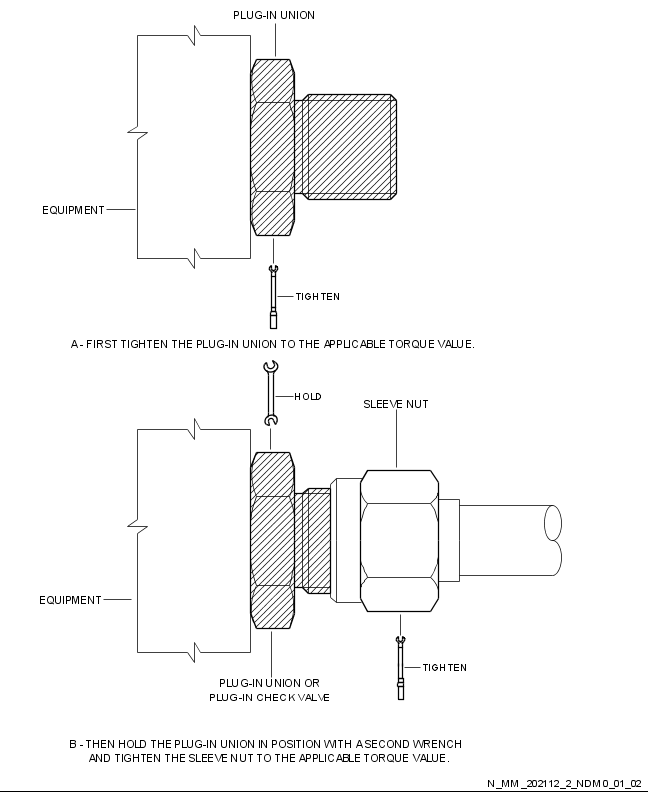 PLUG-IN UNION
EQUIPMENT
TIGHTEN
A - FIRST TIGHTEN THE PLUG-IN UNION TO THE APPLICABLE TORQUE VALUE.
HOLD
SLEEVE NUT
EQUIPMENT
TIGHTEN
PLUG-IN UNION OR
PLUG-IN CHECK VALVE
B - THEN HOLD THE PLUG-IN UNION IN POSITION WITH A SECOND WRENCH
AND TIGHTEN THE SLEEVE NUT TO THE APPLICABLE TORQUE VALUE.
N_MM_202112_2_NDM0_01_02